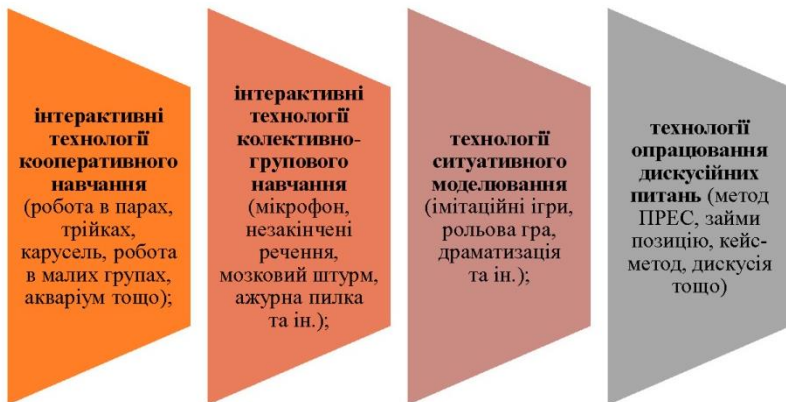 інтерактивні
технології
кооперативного
навчання
(робота в парах,
трійках,
карусель, робота
в малих групах,
акваріум тощо);
інтерактивні
технології
колективно-
групового
навчання
(мікрофон,
незакінчені
речення,
мозковий штурм,
ажурна пилка
та ін.);
технології
ситуативного
моделювання
(імітаційні ігри,
рольова гра,
драматизація
та ін.);
технології
опрацювання
дискусійних
питань (метод
ПРЕС, займи
позицію, кейс-
метод, дискусія
тощо)